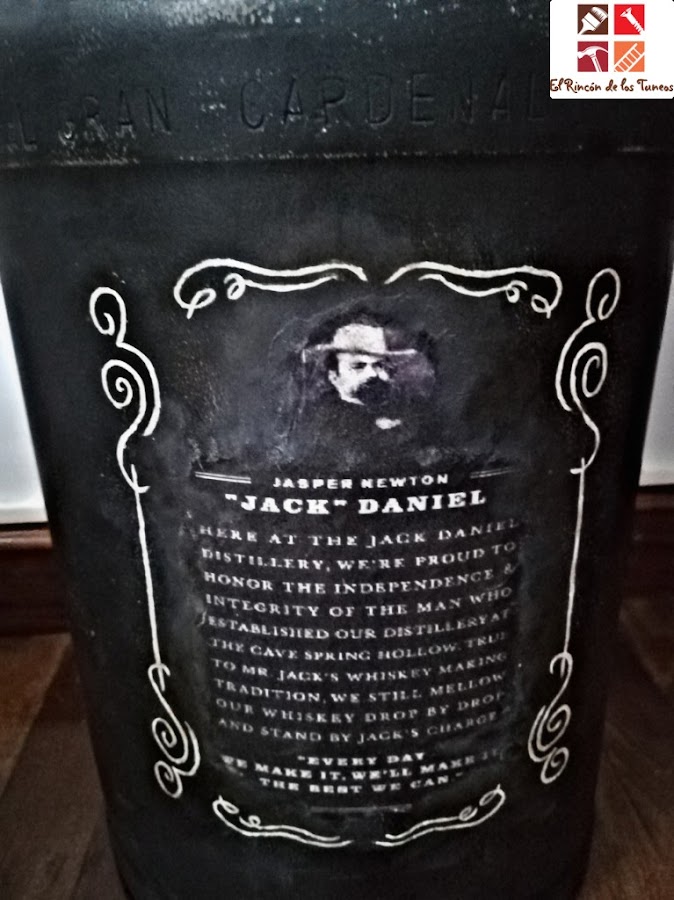 El Rincón de los Tuneos
EL GRAN CARDENAL
JASPER NEWTON
"JACK" DANIEL
HERE AT THE JACK DANIEL
DISTILLERY, WE'RE PROUD TO
HONOR THE INDEPENDENCE &
INTEGRITY OF THE MAN WHO
ESTABLISHED OUR DISTILLERY AT
THE CAVE SPRING HOLLOW. TRUE
TO MR. JACK'S WHISKEY MAKING
TRADITION, WE STILL MELLOW
OUR WHISKEY DROP BY DROP
AND STAND BY JACK'S CHARGE
"EVERY DAY
WE MAKE IT, WE'LL MAKE IT
THE BEST WE CAN."